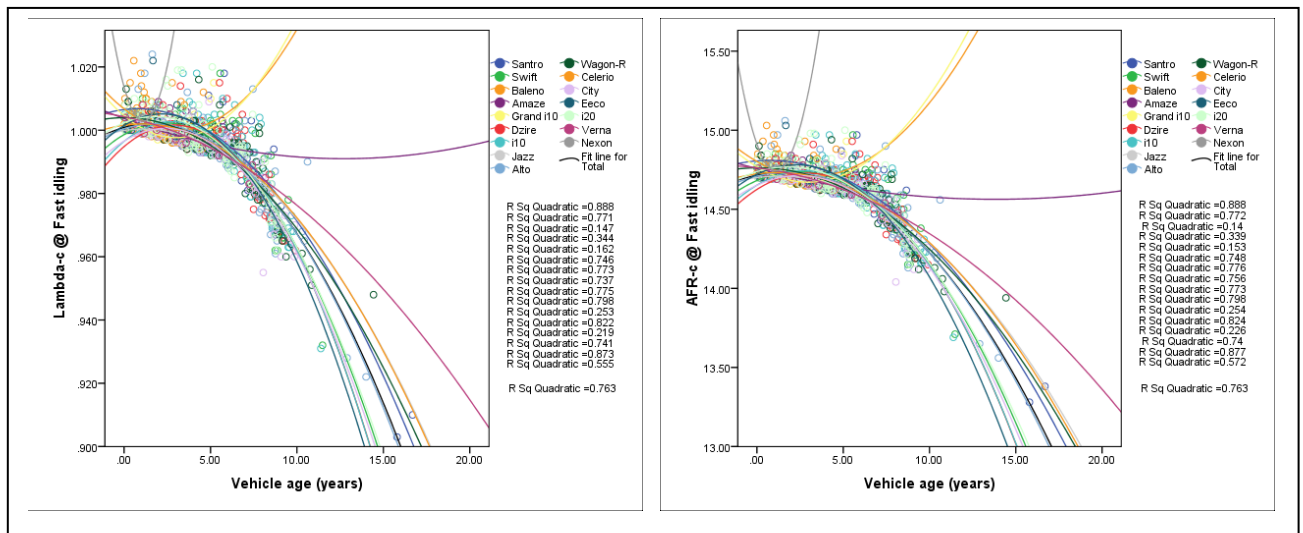 Lambda-c @ Fast idling
1.020
1.000
.980
.960
.940
.920
.900
.00 5.00 10.00 15.00 20.00
Vehicle age (years)
Santro Wagon-R
Swift Celerio
Baleno City
Amaze Eeco
Grand i10 i20
Dzire Verna
i10 Nexon
Jazz Fit line for
Alto Total
R Sq Quadratic =0.888
R Sq Quadratic =0.771
R Sq Quadratic =0.147
R Sq Quadratic =0.344
R Sq Quadratic =0.162
R Sq Quadratic =0.746
R Sq Quadratic =0.773
R Sq Quadratic =0.737
R Sq Quadratic =0.775
R Sq Quadratic =0.798
R Sq Quadratic =0.253
R Sq Quadratic =0.822
R Sq Quadratic =0.219
R Sq Quadratic =0.741
R Sq Quadratic =0.873
R Sq Quadratic =0.555
R Sq Quadratic =0.763
AFR-c @ Fast idling
15.50
15.00
14.50
14.00
13.50
13.00
.00 5.00 10.00 15.00 20.00
Vehicle age (years)
Santro Wagon-R
Swift Celerio
Baleno City
Amaze Eeco
Grand i10 i20
Dzire Verna
i10 Nexon
Jazz Fit line for
Alto Total
R Sq Quadratic =0.888
R Sq Quadratic =0.772
R Sq Quadratic =0.14
R Sq Quadratic =0.339
R Sq Quadratic =0.153
R Sq Quadratic =0.748
R Sq Quadratic =0.776
R Sq Quadratic =0.756
R Sq Quadratic =0.773
R Sq Quadratic =0.798
R Sq Quadratic =0.254
R Sq Quadratic =0.824
R Sq Quadratic =0.226
R Sq Quadratic =0.74
R Sq Quadratic =0.877
R Sq Quadratic =0.572
R Sq Quadratic =0.763